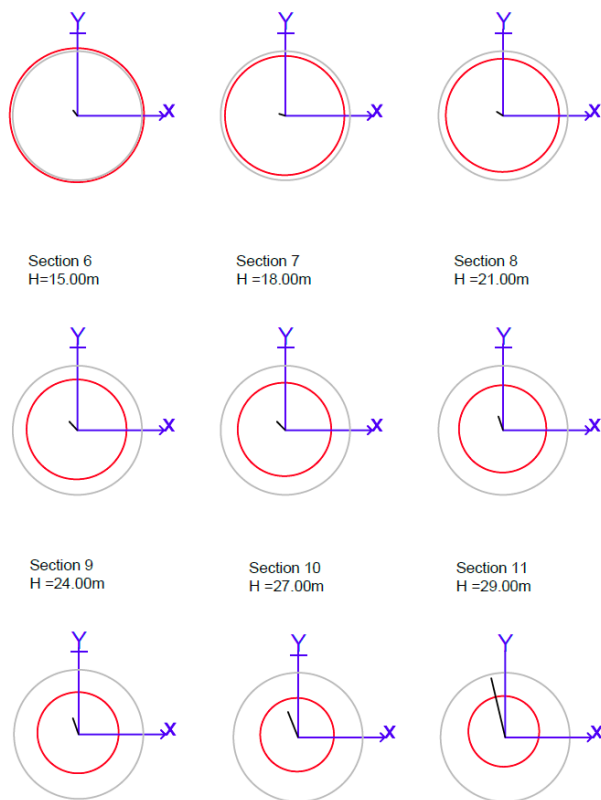 Y Y Y
X X X
Section 6 Section 7 Section 8
H=15.00m H =18.00m H =21.00m
Y Y Y
X X X
Section 9 Section 10 Section 11
H =24.00m H =27.00m H =29.00m
Y Y Y
X X X